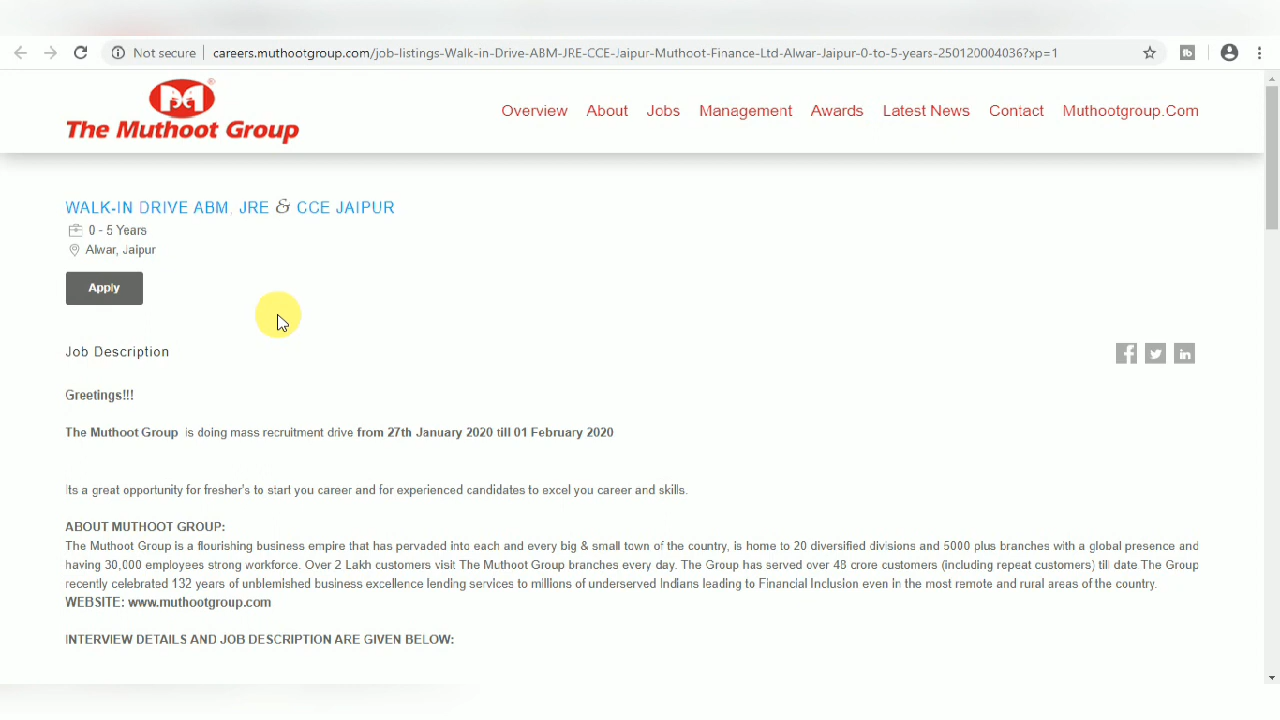 Not secure
careers.muthootgroup.com/job-listings-Walk-in-Drive-ABM-JRE-CCE-Jaipur-Muthoot-Finance-Ltd-Alwar-Jaipur-0-to-5-years-250120004036?xp=1
The Muthoot Group
Overview About Jobs Management Awards Latest News Contact Muthootgroup.Com
WALK-IN DRIVE ABM, JRE & CCE JAIPUR
0 - 5 Years
Alwar, Jaipur
Apply
Job Description
Greetings!!!
The Muthoot Group is doing mass recruitment drive from 27th January 2020 till 01 February 2020
Its a great opportunity for fresher's to start you career and for experienced candidates to excel you career and skills.
ABOUT MUTHOOT GROUP:
The Muthoot Group is a flourishing business empire that has pervaded into each and every big & small town of the country, is home to 20 diversified divisions and 5000 plus branches with a global presence and
having 30,000 employees strong workforce. Over 2 Lakh customers visit The Muthoot Group branches every day. The Group has served over 48 crore customers (including repeat customers) till date The Group
recently celebrated 132 years of unblemished business excellence lending services to millions of underserved Indians leading to Financial Inclusion even in the most remote and rural areas of the country.
WEBSITE: www.muthootgroup.com
INTERVIEW DETAILS AND JOB DESCRIPTION ARE GIVEN BELOW: